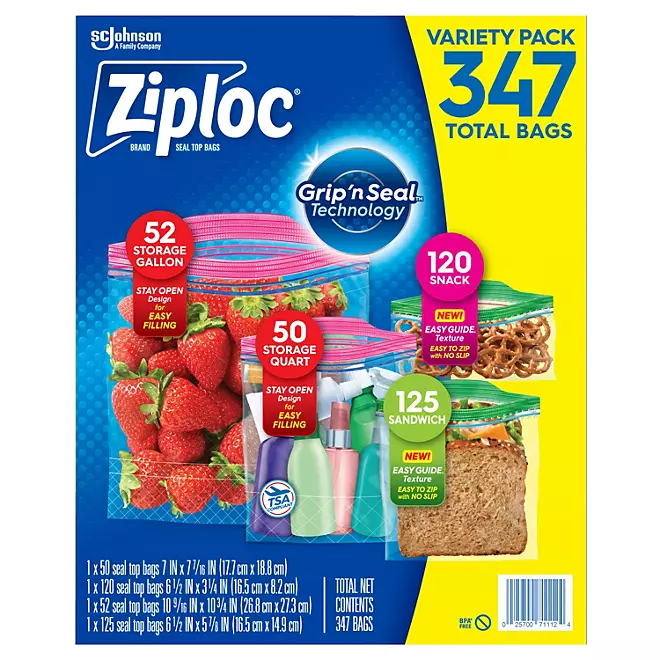 scjohnson
A Family Company
VARIETY PACK
347
TOTAL BAGS
Ziploc®
BRAND SEAL TOP BAGS
Grip'n Seal™
Technology
52
STORAGE
GALLON
STAY OPEN
Design
for
EASY
FILLING
120
SNACK
NEW!
EASY GUIDE™
Texture
EASY TO ZIP
with NO SLIP
50
STORAGE
QUART
STAY OPEN
Design
for
EASY
FILLING
125
SANDWICH
NEW!
EASY GUIDE™
Texture
EASY TO ZIP
with NO SLIP
TSA
COMPLIANT
1 x 50 seal top bags 7 IN x 7 7/16 IN (17.7 cm x 18.8 cm)
1 x 120 seal top bags 6 1/2 IN x 3 1/4 IN (16.5 cm x 8.2 cm)
1 x 52 seal top bags 10 9/16 IN x 10 3/4 IN (26.8 cm x 27.3 cm)
1 x 125 seal top bags 6 1/2 IN x 5 7/8 IN (16.5 cm x 14.9 cm)
TOTAL NET
CONTENTS
347 BAGS
BPA*
FREE
0 25700 71112 4